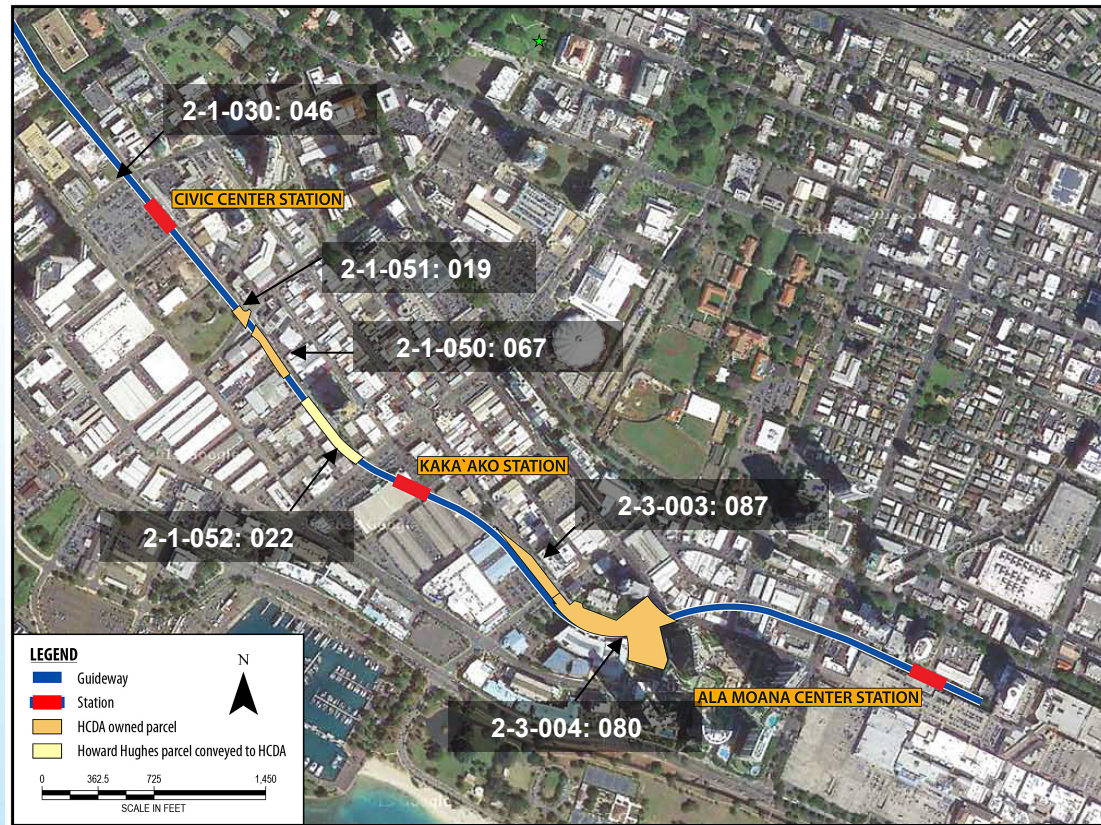 2-1-030: 046
CIVIC CENTER STATION
2-1-051: 019
2-1-050: 067
KAKA`AKO STATION
2-3-003: 087
2-1-052: 022
ALA MOANA CENTER STATION
2-3-004: 080
LEGEND
Guideway
Station
HCDA owned parcel
Howard Hughes parcel conveyed to HCDA
N
0 362.5 725 1,450
SCALE IN FEET